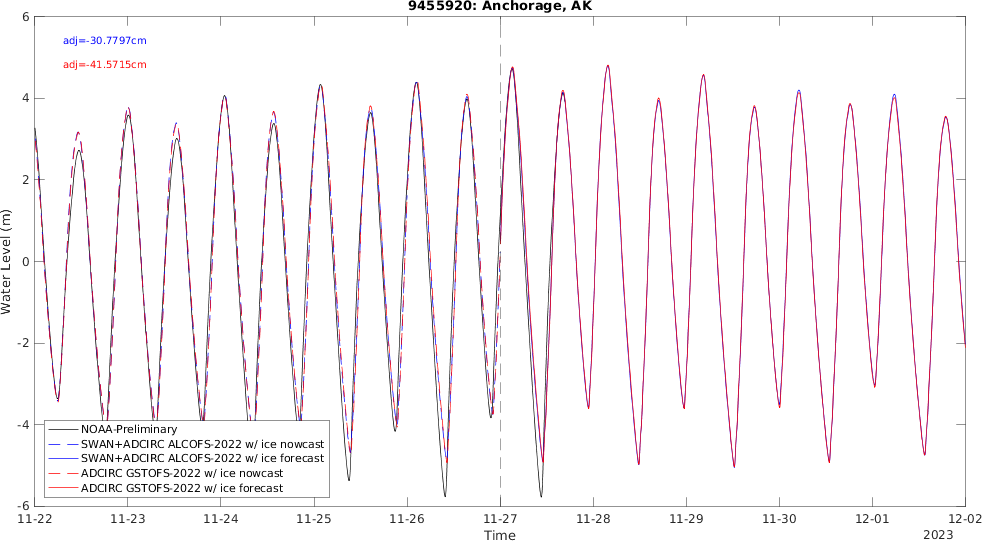 9455920: Anchorage, AK
adj=-30.7797cm
adj=-41.5715cm
Water Level (m)
6
4
2
0
-2
-4
-6
NOAA-Preliminary
SWAN+ADCIRC ALCOFS-2022 w/ ice nowcast
SWAN+ADCIRC ALCOFS-2022 w/ ice forecast
ADCIRC GSTOFS-2022 w/ ice nowcast
ADCIRC GSTOFS-2022 w/ ice forecast
11-22 11-23 11-24 11-25 11-26 11-27 11-28 11-29 11-30 12-01 12-02
Time
2023